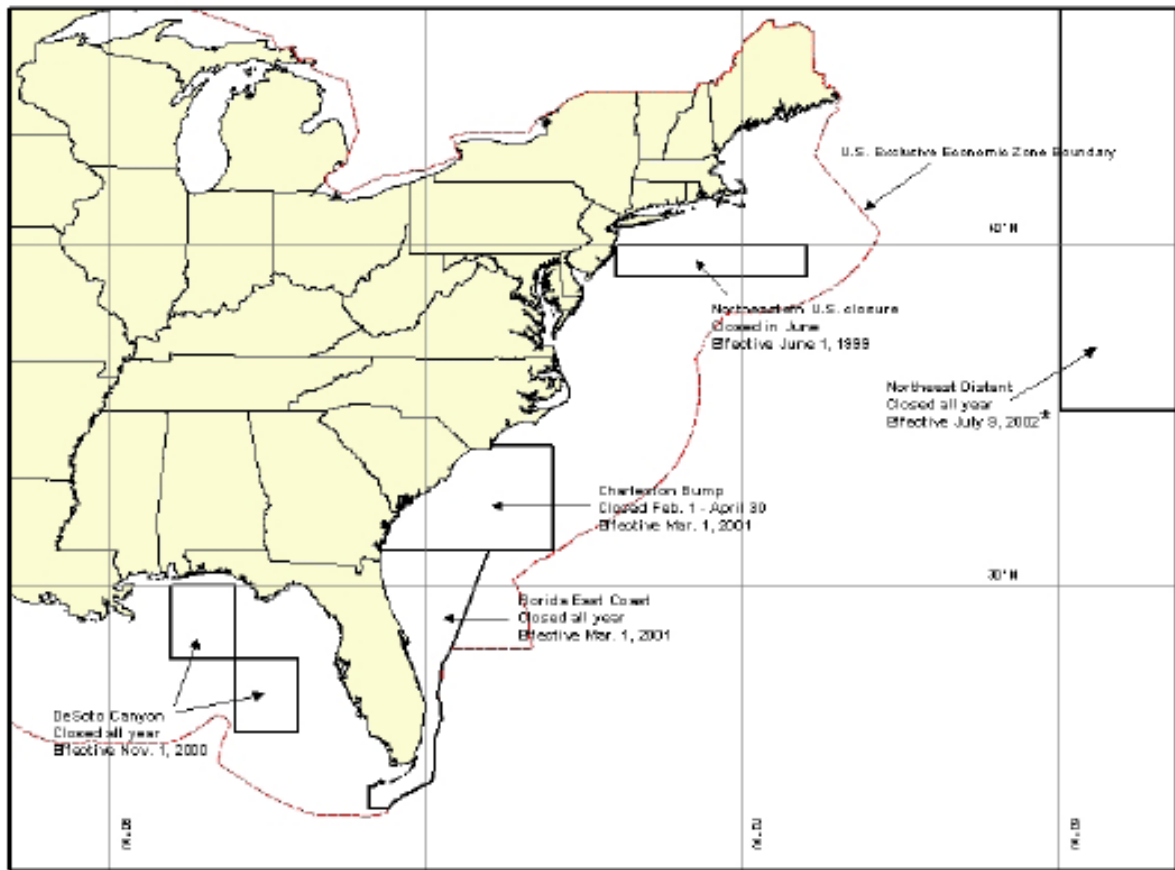 U.S. Exclusive Economic Zone Boundary
40°N
Northeastern U.S. closure
Closed in June
Effective June 1, 1999
Northeast Distant
Closed all year
Effective July 9, 2002*
Charleston Bump
Closed Feb. 1 - April 30
Effective Mar. 1, 2001
30°N
Florida East Coast
Closed all year
Effective Mar. 1, 2001
DeSoto Canyon
Closed all year
Effective Nov. 1, 2000